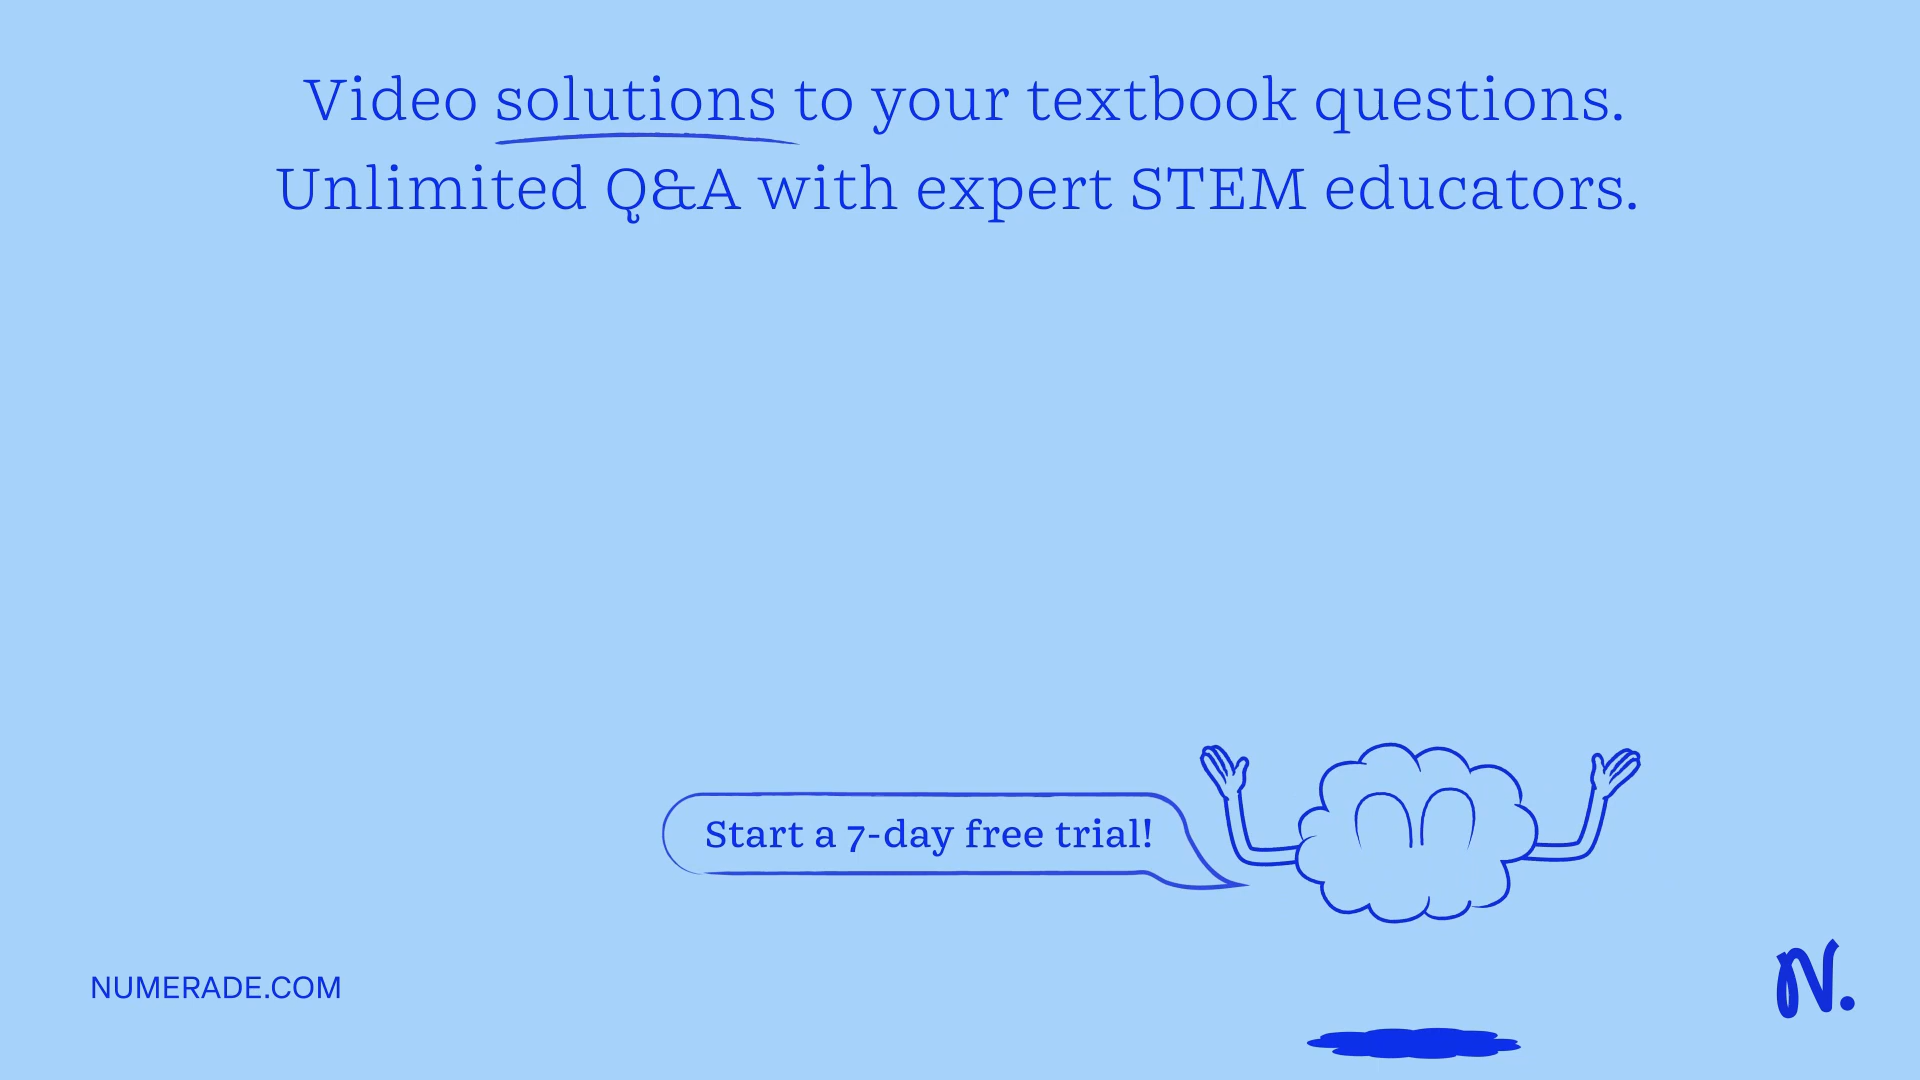 Video solutions to your textbook questions.
Unlimited Q&A with expert STEM educators.
Start a 7-day free trial!
NUMERADE.COM
N.